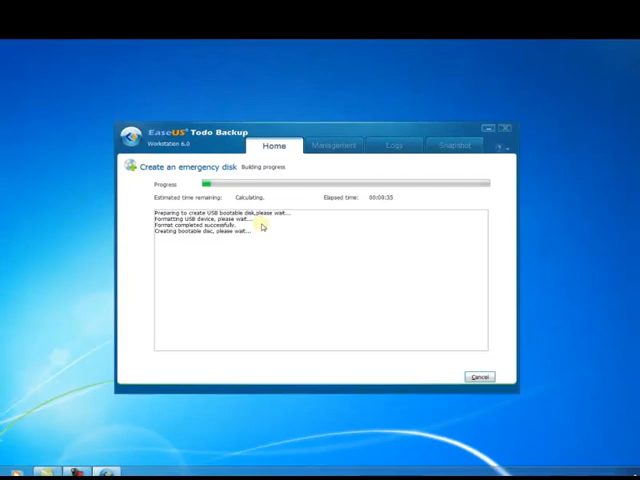 EaseUS® Todo Backup
Workstation 6.0
Home
Management
Logs
Snapshot
Create an emergency disk
Building progress
Progress
Estimated time remaining: Calculating. Elapsed time: 00:00:35
Preparing to create USB bootable disk,please wait...
Formatting USB device, please wait...
Format completed successfully.
Creating bootable disc, please wait...
Cancel